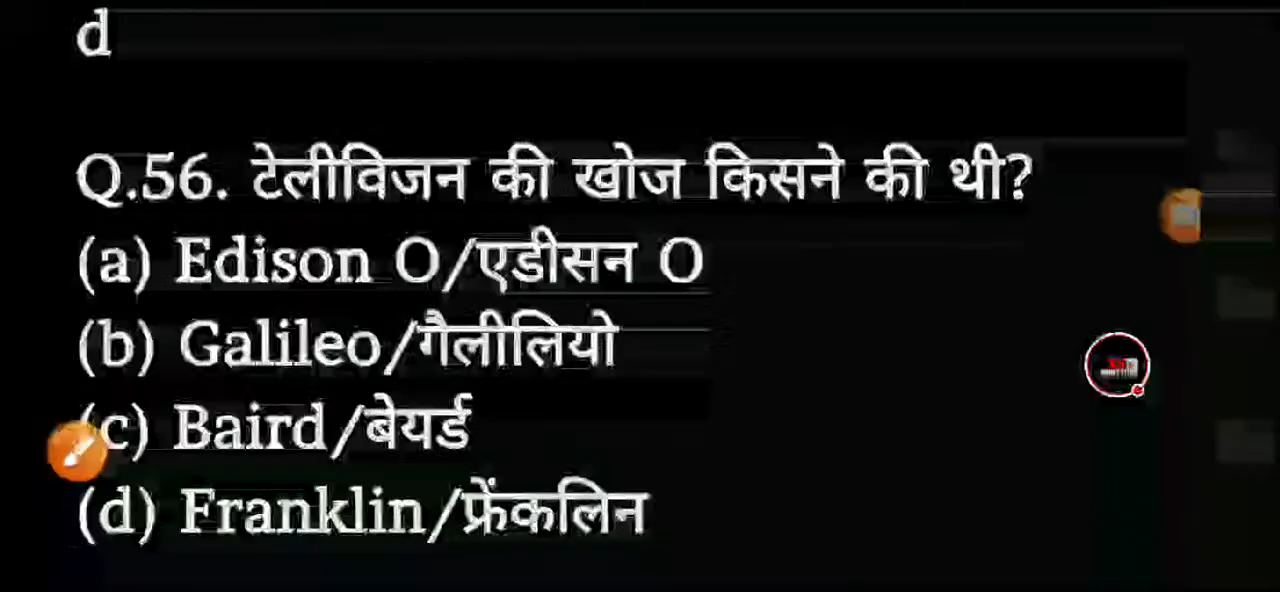 d
Q.56. टेलीविजन की खोज किसने की थी?
(a) Edison O/एडीसन O
(b) Galileo/गैलीलियो
(c) Baird/बेयर्ड
(d) Franklin/फ्रेंकलिन